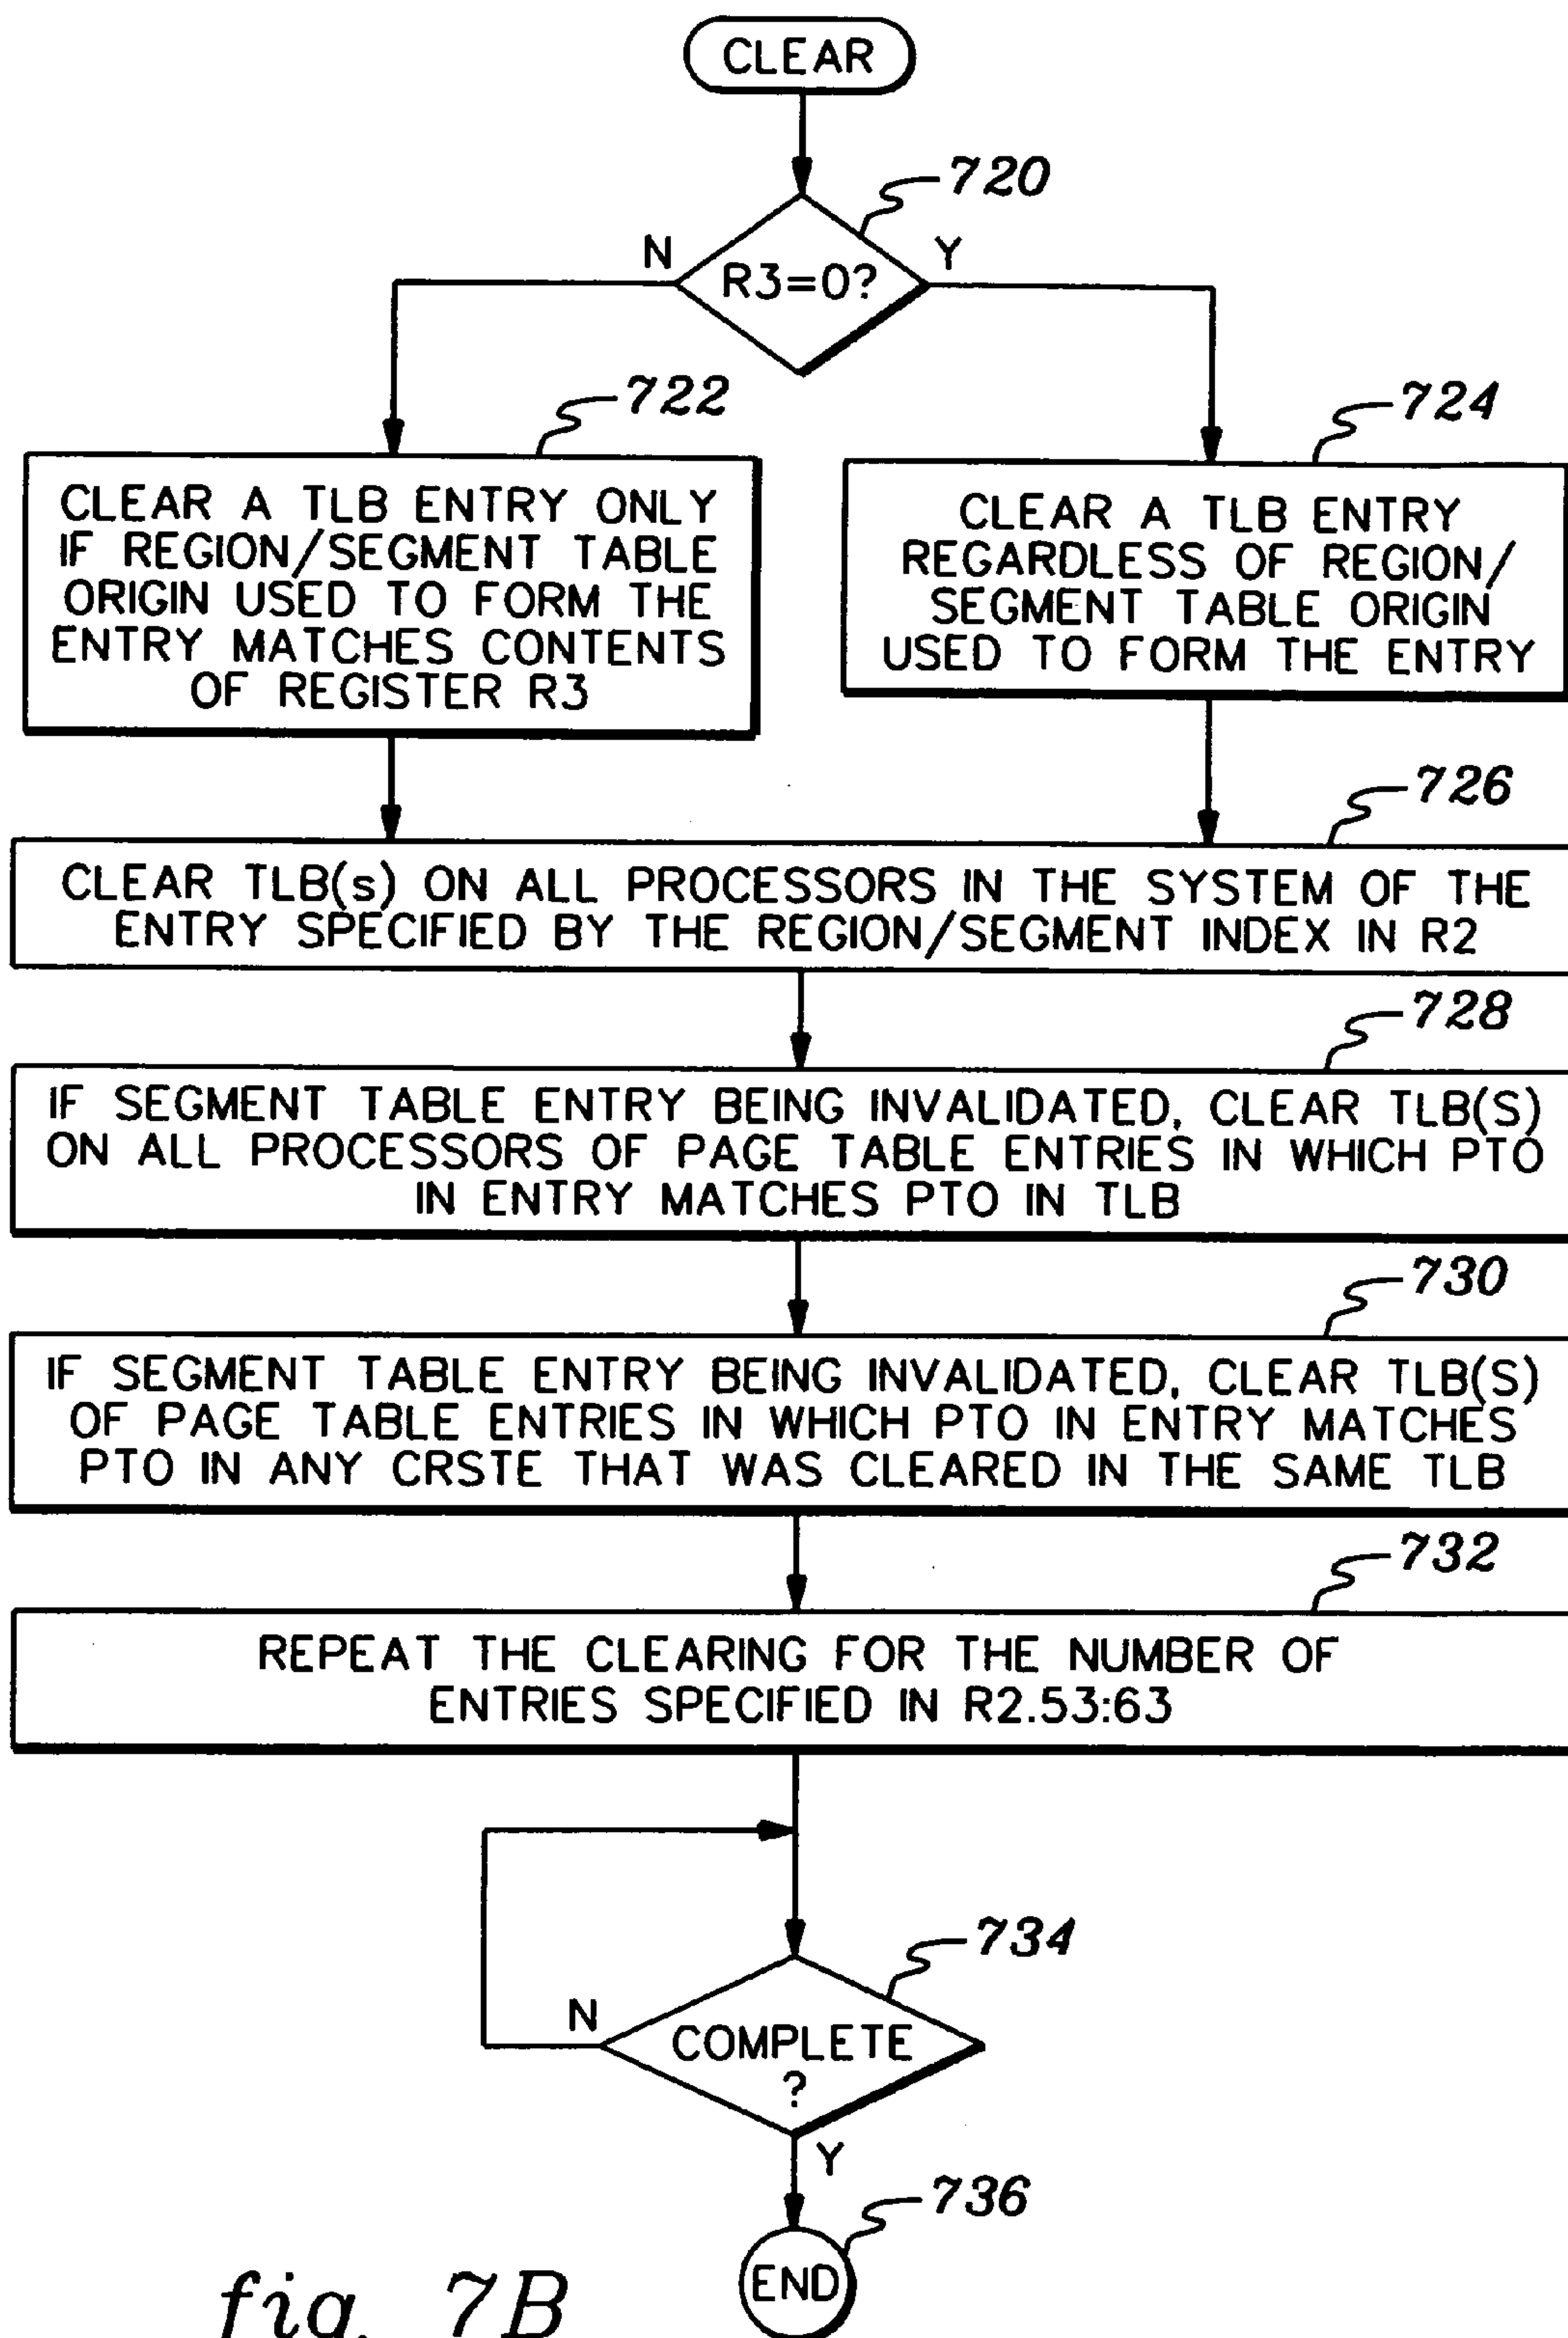 CLEAR
720
N
Y
R3=0?
722
724
CLEAR A TLB ENTRY ONLY
IF REGION/SEGMENT TABLE
ORIGIN USED TO FORM THE
ENTRY MATCHES CONTENTS
OF REGISTER R3
CLEAR A TLB ENTRY
REGARDLESS OF REGION/
SEGMENT TABLE ORIGIN
USED TO FORM THE ENTRY
726
CLEAR TLB(s) ON ALL PROCESSORS IN THE SYSTEM OF THE
ENTRY SPECIFIED BY THE REGION/SEGMENT INDEX IN R2
728
IF SEGMENT TABLE ENTRY BEING INVALIDATED, CLEAR TLB(S)
ON ALL PROCESSORS OF PAGE TABLE ENTRIES IN WHICH PTO
IN ENTRY MATCHES PTO IN TLB
730
IF SEGMENT TABLE ENTRY BEING INVALIDATED, CLEAR TLB(S)
OF PAGE TABLE ENTRIES IN WHICH PTO IN ENTRY MATCHES
PTO IN ANY CRSTE THAT WAS CLEARED IN THE SAME TLB
732
REPEAT THE CLEARING FOR THE NUMBER OF
ENTRIES SPECIFIED IN R2.53:63
734
N
COMPLETE
?
Y
736
END
fig. 7B